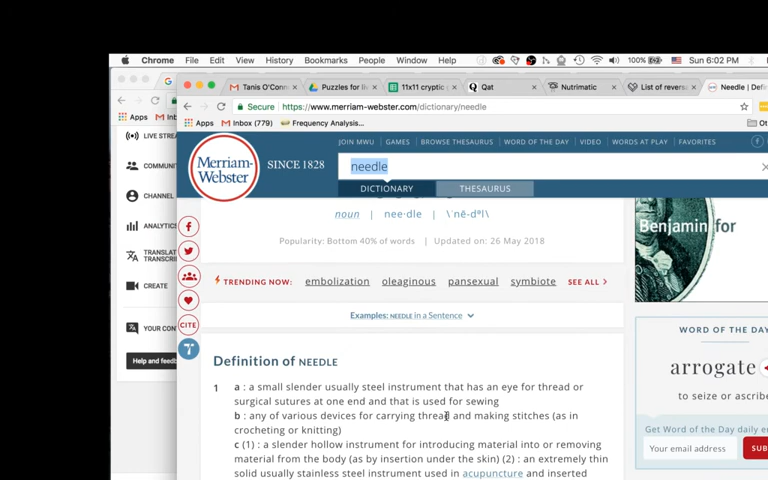 Chrome File Edit View History Bookmarks People Window Help 100% Sun 6:02 PM
Tanis O'Conn Puzzles for li 11x11 cryptic Qat Nutrimatic List of revers Needle | Defi
Secure https://www.merriam-webster.com/dictionary/needle
Apps Inbox (779) Frequency Analysis...
Apps
LIVE STREA
COMMUN
CHANNEL
ANALYTIC
TRANSLAT
TRANSCRIP
CREATE
YOUR CON
Help and feedb
JOIN MWU GAMES BROWSE THESAURUS WORD OF THE DAY VIDEO WORDS AT PLAY FAVORITES
Merriam-
Webster
SINCE 1828
needle
DICTIONARY THESAURUS
noun | nee·dle | \ˈnē-dᵊl\
Popularity: Bottom 40% of words | Updated on: 26 May 2018
TRENDING NOW: embolization oleaginous pansexual symbiote SEE ALL >
CITE
Examples: NEEDLE in a Sentence
Definition of NEEDLE
1 a : a small slender usually steel instrument that has an eye for thread or
surgical sutures at one end and that is used for sewing
b : any of various devices for carrying thread and making stitches (as in
crocheting or knitting)
c (1) : a slender hollow instrument for introducing material into or removing
material from the body (as by insertion under the skin) (2) : an extremely thin
solid usually stainless steel instrument used in acupuncture and inserted
Benjamin for
WORD OF THE DAY
arrogate
to seize or ascribe
Get Word of the Day daily e
Your email address SUB